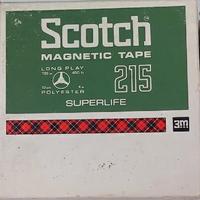 Scotch
MAGNETIC TAPE
LONG PLAY
215
POLYESTER
SUPERLIFE
3M